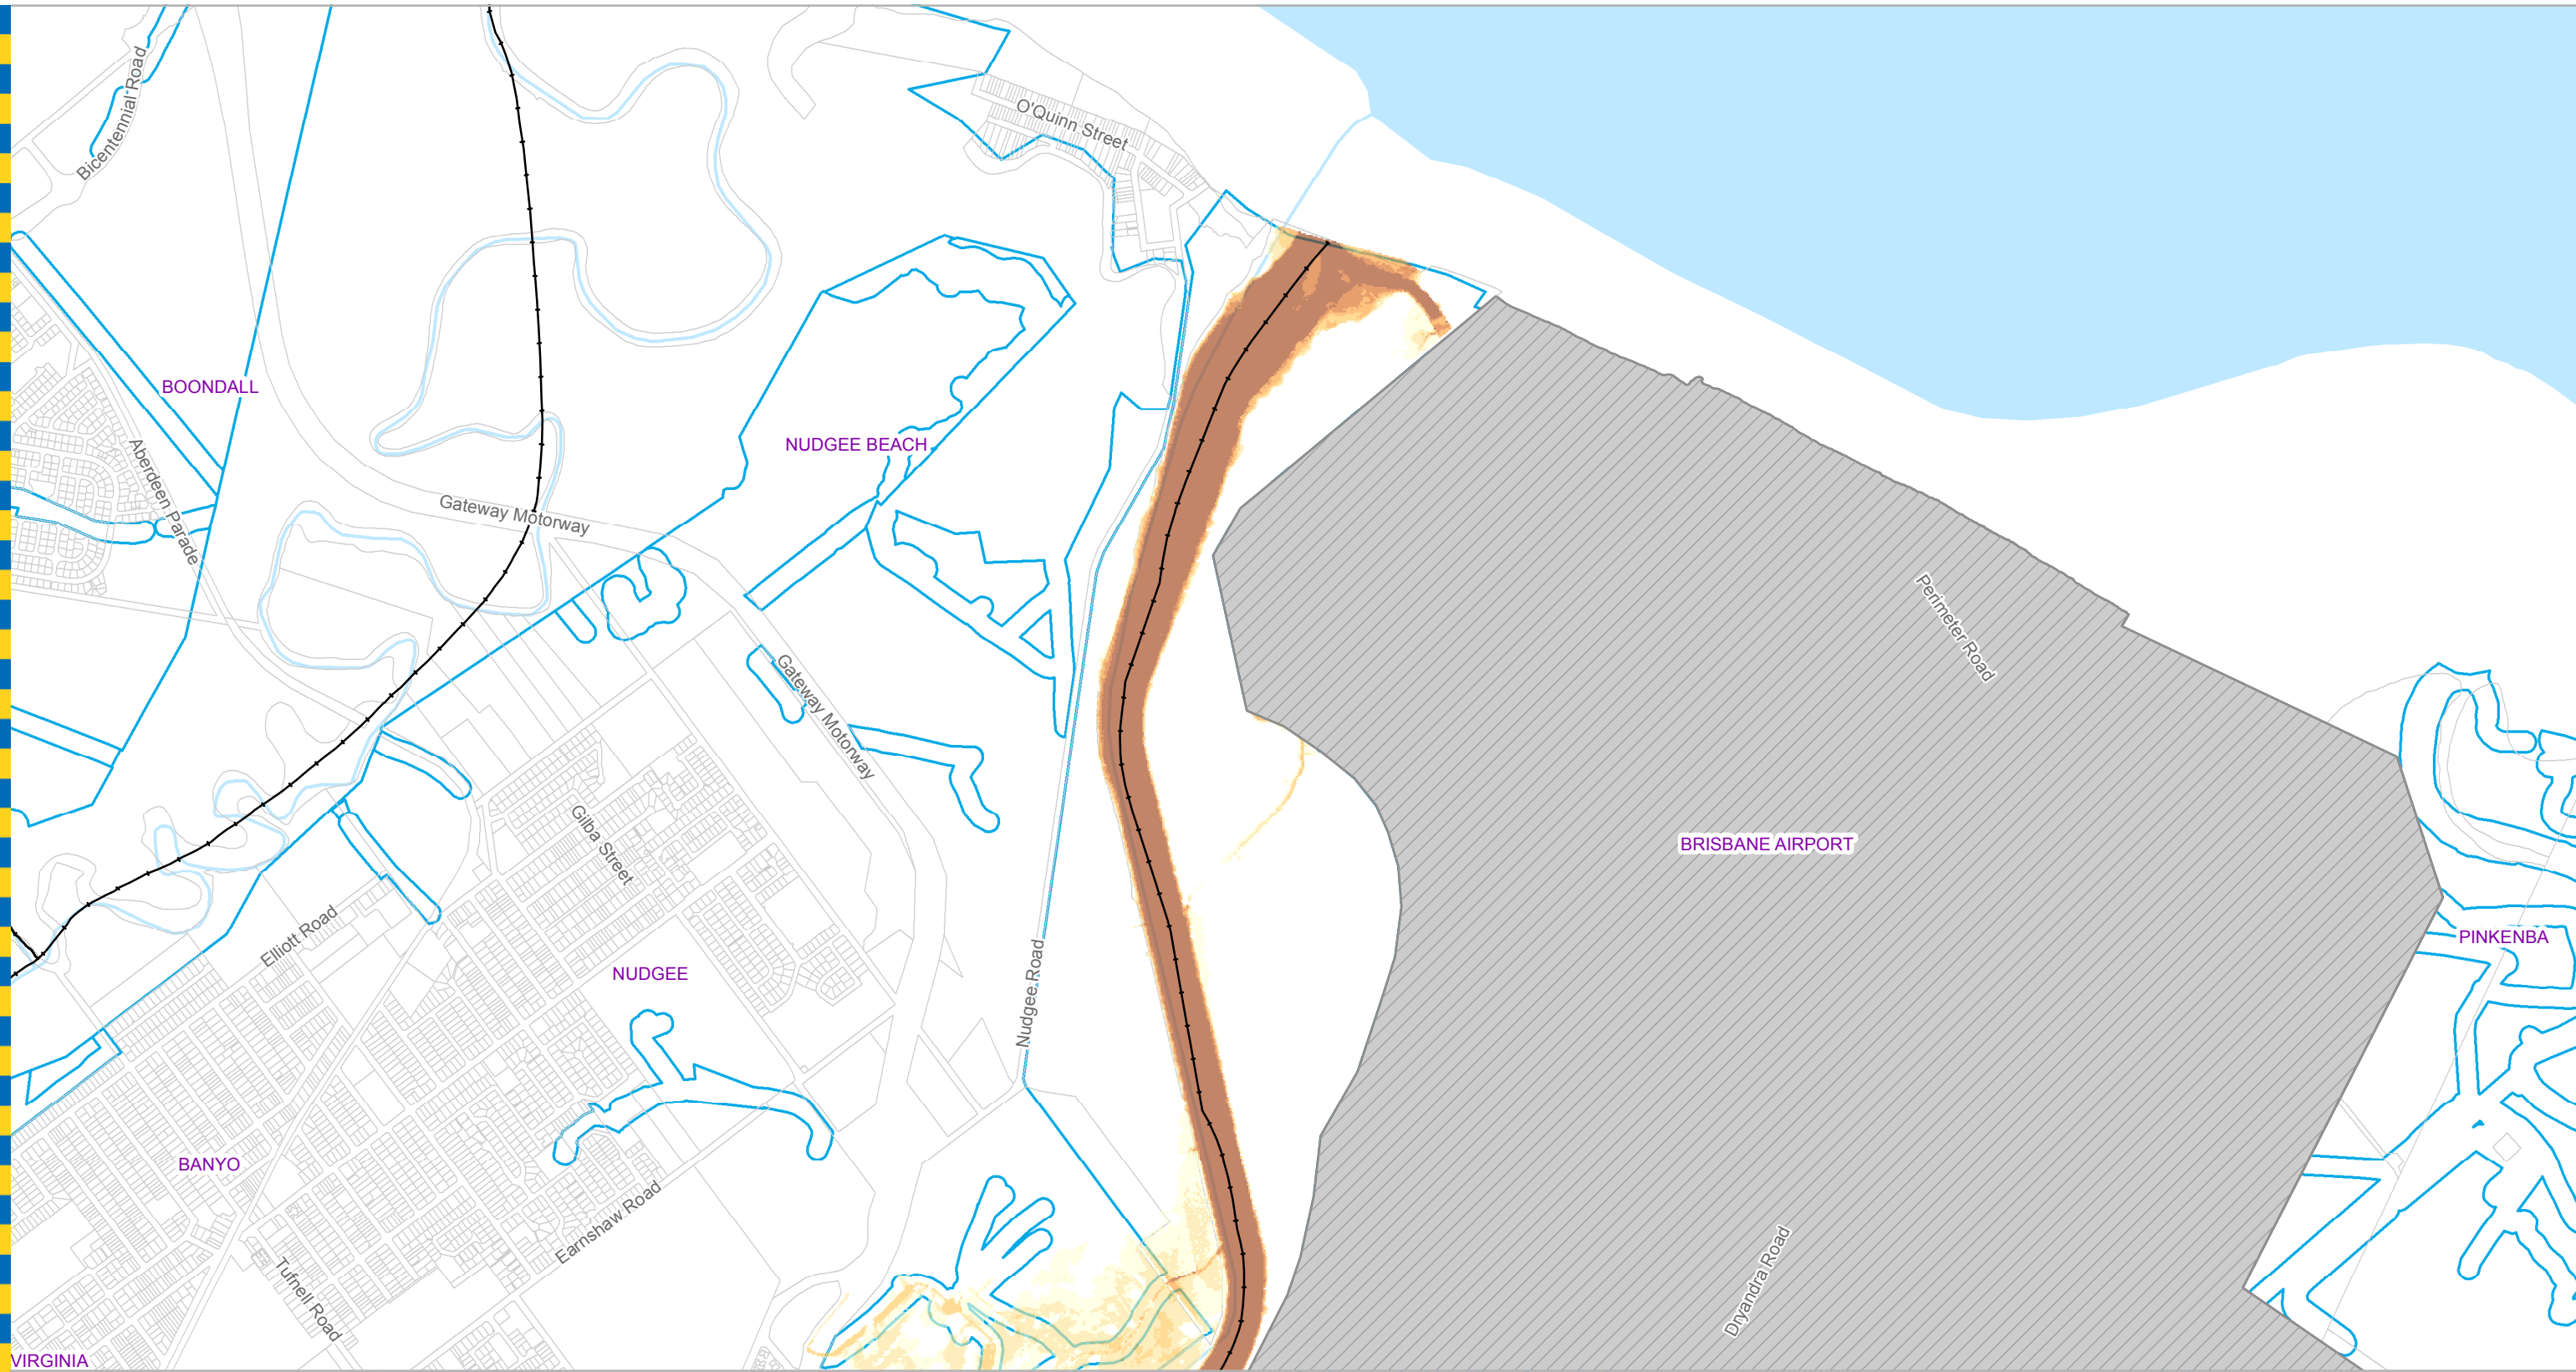 Bicentennial Road
O'Quinn Street
BOONDALL
NUDGEE BEACH
Aberdeen Parade
Gateway Motorway
Perimeter Road
Gateway Motorway
Gilba Street
BRISBANE AIRPORT
Elliott Road
PINKENBA
NUDGEE
Nudgee Road
BANYO
Earnshaw Road
Tufnell Road
Dryandra Road
VIRGINIA